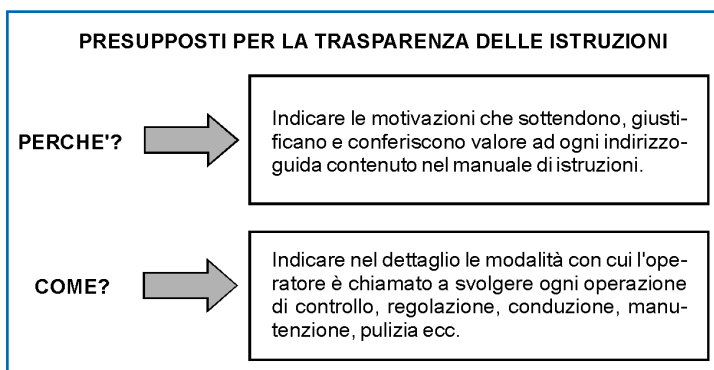 PRESUPPOSTI PER LA TRASPARENZA DELLE ISTRUZIONI
PERCHE'?
Indicare le motivazioni che sottendono, giusti-
ficano e conferiscono valore ad ogni indirizzo-
guida contenuto nel manuale di istruzioni.
COME?
Indicare nel dettaglio le modalità con cui l'ope-
ratore è chiamato a svolgere ogni operazione
di controllo, regolazione, conduzione, manu-
tenzione, pulizia ecc.